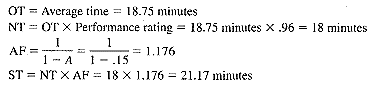 OT = Average time = 18.75 minutes
NT = OT × Performance rating = 18.75 minutes × .96 = 18 minutes
AF = 1 / (1 − A) = 1 / (1 − .15) = 1.176
ST = NT × AF = 18 × 1.176 = 21.17 minutes